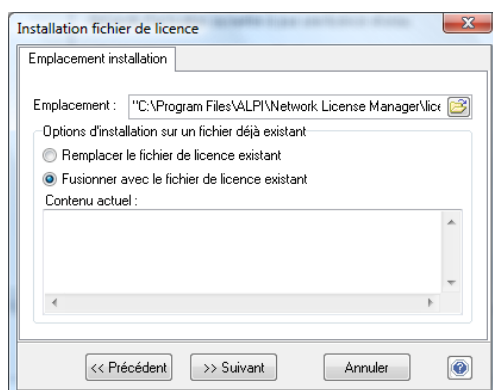 Installation fichier de licence
Emplacement installation
Emplacement : "C:\Program Files\ALPI\Network License Manager\lice
Options d'installation sur un fichier déjà existant
Remplacer le fichier de licence existant
Fusionner avec le fichier de licence existant
Contenu actuel :
<< Précédent >> Suivant Annuler